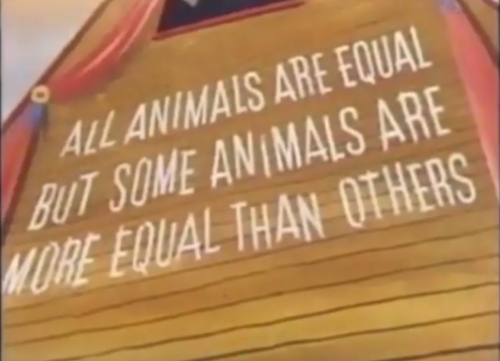 ALL ANIMALS ARE EQUAL
BUT SOME ANIMALS ARE
MORE EQUAL THAN OTHERS